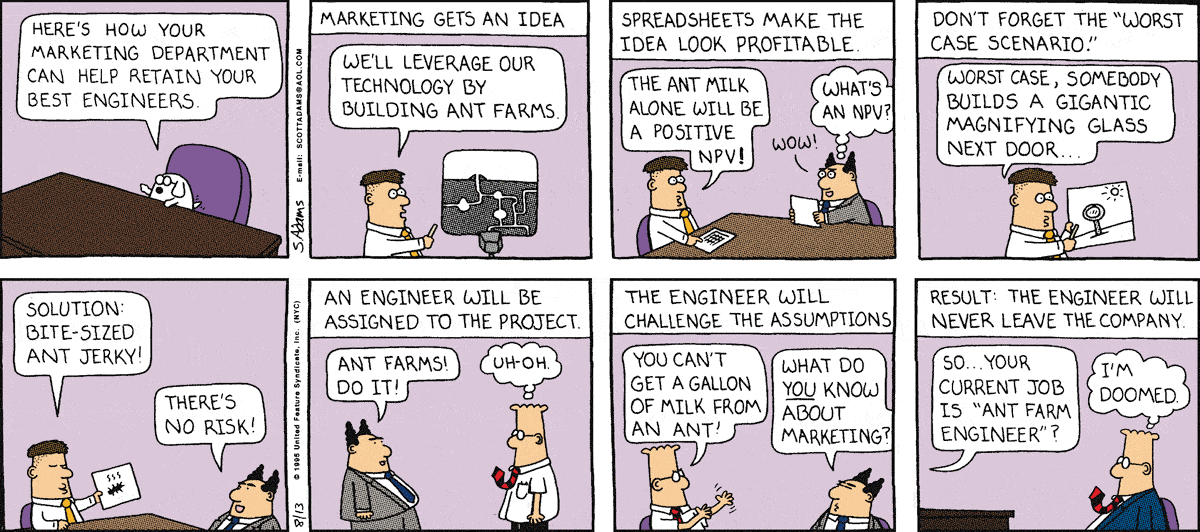 HERE'S HOW YOUR
MARKETING DEPARTMENT
CAN HELP RETAIN YOUR
BEST ENGINEERS.
S.Adams
E-mail: SCOTTADAMS@AOL.COM
MARKETING GETS AN IDEA
WE'LL LEVERAGE OUR
TECHNOLOGY BY
BUILDING ANT FARMS.
SPREADSHEETS MAKE THE
IDEA LOOK PROFITABLE.
THE ANT MILK
ALONE WILL BE
A POSITIVE
NPV!
WOW!
WHAT'S
AN NPV?
DON'T FORGET THE "WORST
CASE SCENARIO."
WORST CASE, SOMEBODY
BUILDS A GIGANTIC
MAGNIFYING GLASS
NEXT DOOR...
SOLUTION:
BITE-SIZED
ANT JERKY!
THERE'S
NO RISK!
8/13
© 1995 United Feature Syndicate, Inc. (NYC)
AN ENGINEER WILL BE
ASSIGNED TO THE PROJECT.
ANT FARMS!
DO IT!
UH-OH.
THE ENGINEER WILL
CHALLENGE THE ASSUMPTIONS
YOU CAN'T
GET A GALLON
OF MILK FROM
AN ANT!
WHAT DO
YOU KNOW
ABOUT
MARKETING?
RESULT: THE ENGINEER WILL
NEVER LEAVE THE COMPANY.
SO...YOUR
CURRENT JOB
IS "ANT FARM
ENGINEER"?
I'M
DOOMED.